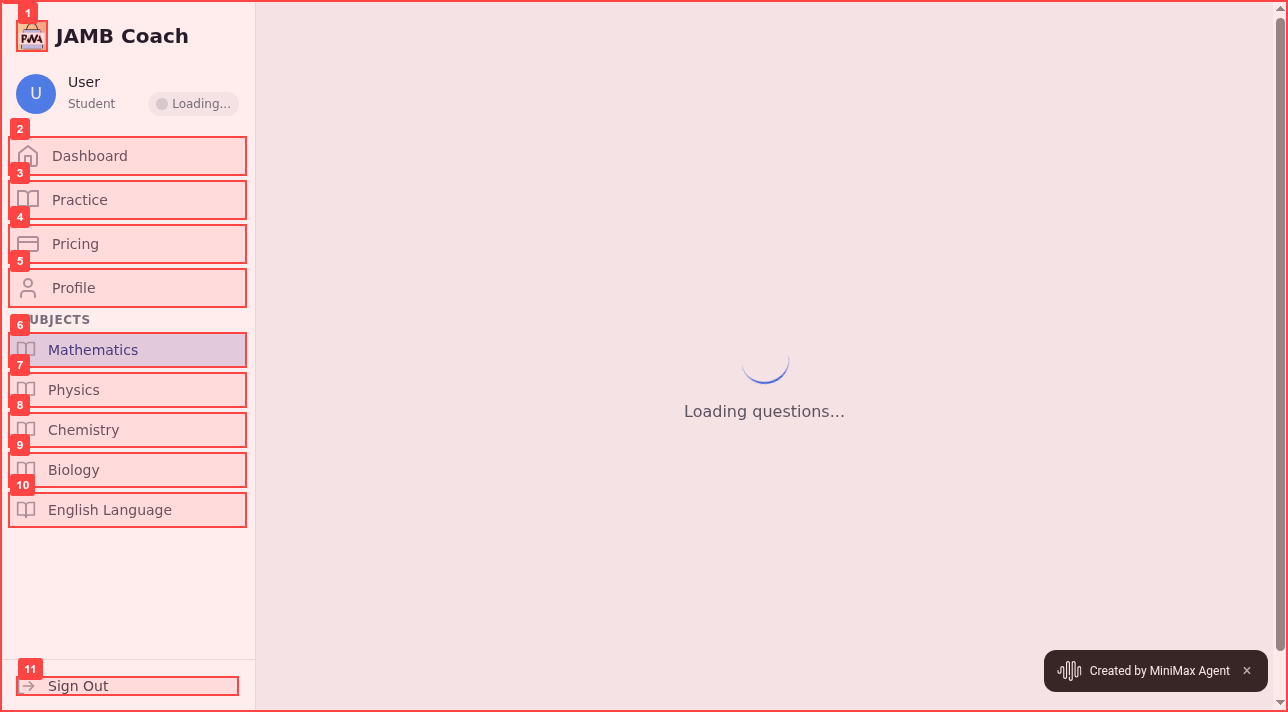 1
PWA
JAMB Coach
U
User
Student
Loading...
2
Dashboard
3
Practice
4
Pricing
5
Profile
6
UBJECTS
Mathematics
7
Physics
8
Chemistry
9
Biology
10
English Language
Loading questions...
11
Sign Out
Created by MiniMax Agent ×